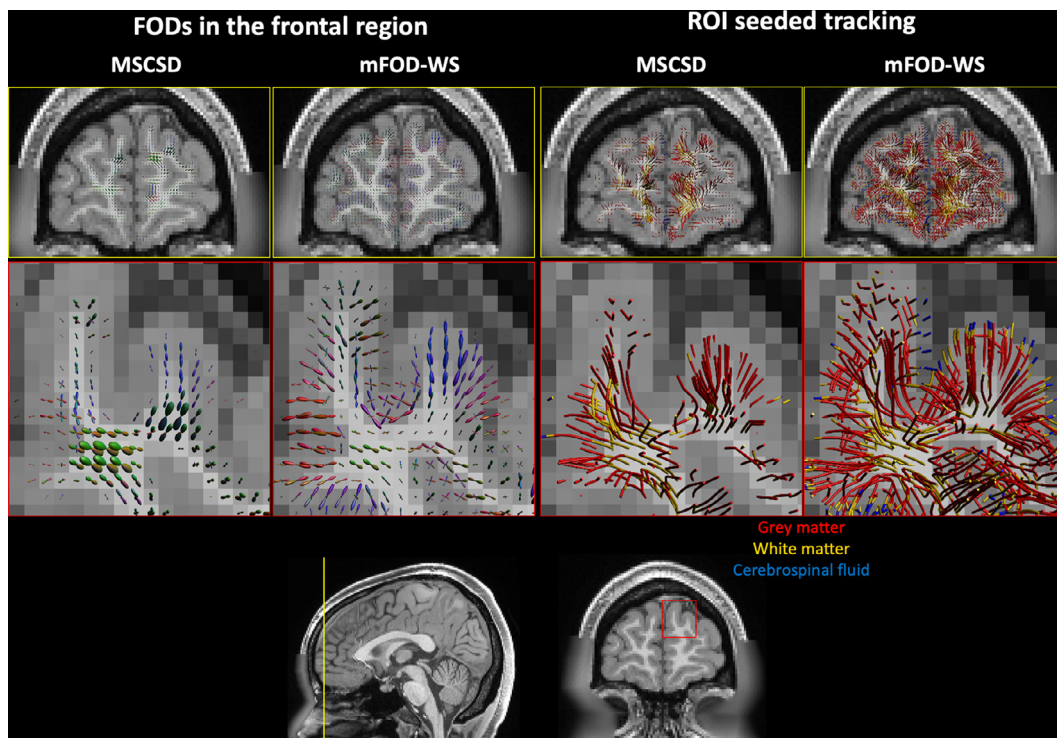 FODs in the frontal region
ROI seeded tracking
MSCSD
mFOD-WS
MSCSD
mFOD-WS
Grey matter
White matter
Cerebrospinal fluid